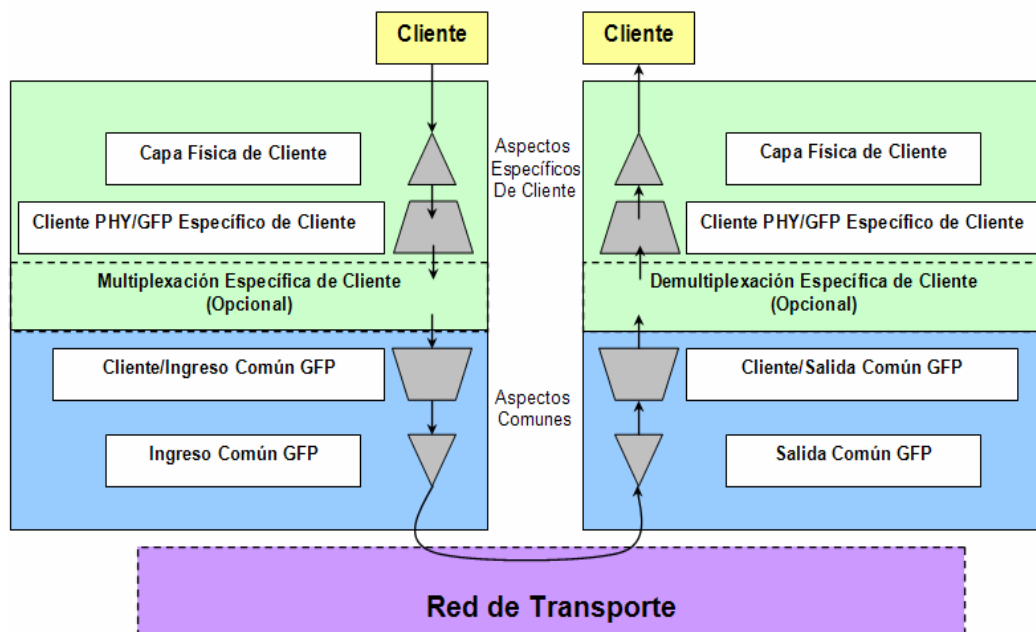 Cliente
Cliente
Capa Física de Cliente
Aspectos
Específicos
De Cliente
Capa Física de Cliente
Cliente PHY/GFP Específico de Cliente
Cliente PHY/GFP Específico de Cliente
Multiplexación Específica de Cliente
(Opcional)
Demultiplexación Específica de Cliente
(Opcional)
Cliente/Ingreso Común GFP
Aspectos
Comunes
Cliente/Salida Común GFP
Ingreso Común GFP
Salida Común GFP
Red de Transporte